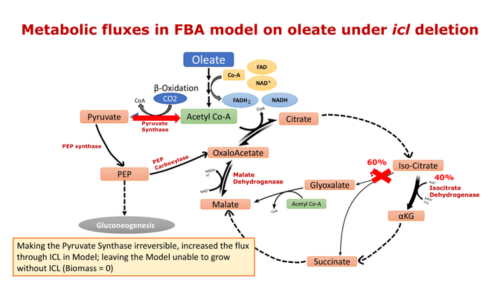 Metabolic fluxes in FBA model on oleate under icl deletion
Oleate
FAD
Co-A
NAD+
β-Oxidation
CoA
CO2
FADH2
NADH
Pyruvate
Pyruvate
Synthase
Acetyl Co-A
CoA
Citrate
PEP synthase
PEP
Carboxylase
OxaloAcetate
60%
Iso-Citrate
PEP
Malate
Dehydrogenase
Glyoxalate
40%
Isocitrate
Dehydrogenase
Malate
Acetyl Co-A
αKG
Gluconeogenesis
Making the Pyruvate Synthase irreversible, increased the flux
through ICL in Model; leaving the Model unable to grow
without ICL (Biomass = 0)
Succinate